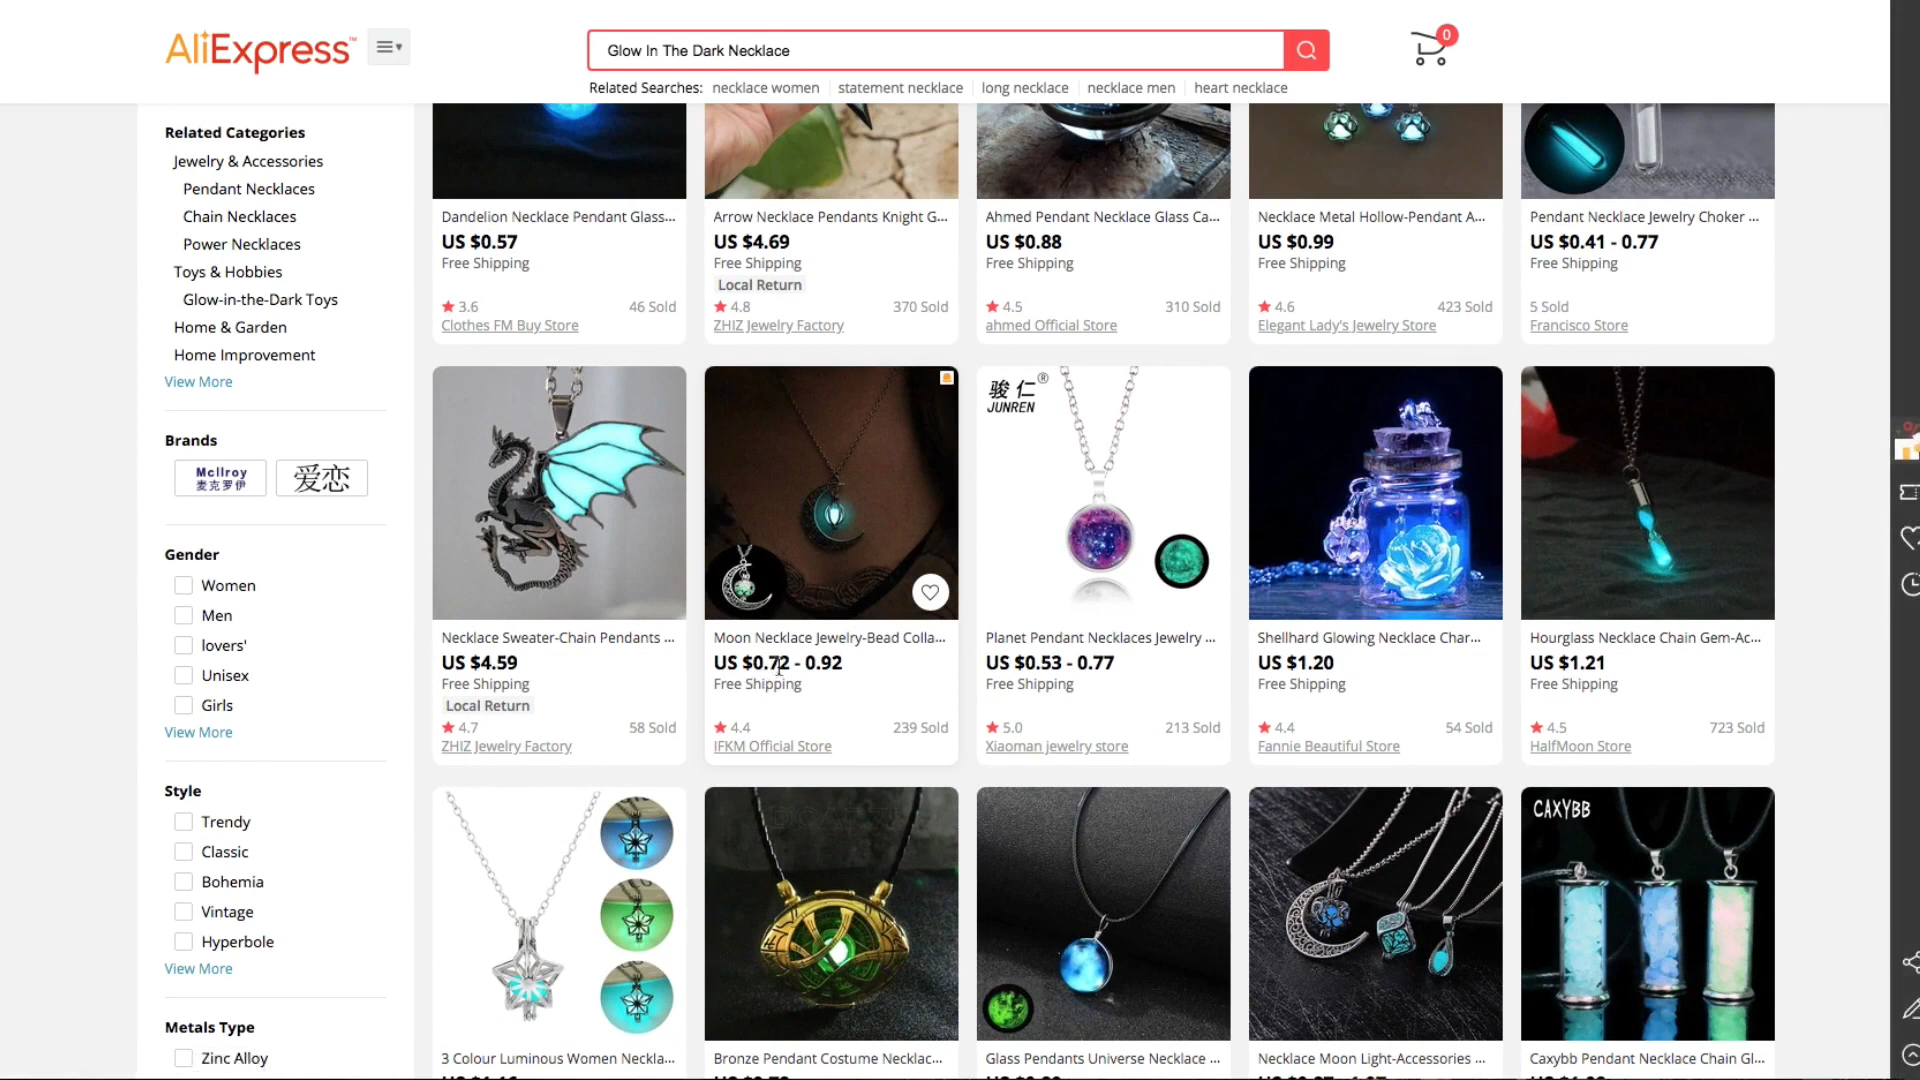 AliExpress™
Glow In The Dark Necklace
0
Related Searches: necklace women statement necklace long necklace necklace men heart necklace
Related Categories
Jewelry & Accessories
Pendant Necklaces
Chain Necklaces
Power Necklaces
Toys & Hobbies
Glow-in-the-Dark Toys
Home & Garden
Home Improvement
View More
Brands
McIlroy
麦克罗伊
爱恋
Gender
Women
Men
lovers'
Unisex
Girls
View More
Style
Trendy
Classic
Bohemia
Vintage
Hyperbole
View More
Metals Type
Zinc Alloy
Dandelion Necklace Pendant Glass...
US $0.57
Free Shipping
3.6 46 Sold
Clothes FM Buy Store
Arrow Necklace Pendants Knight G...
US $4.69
Free Shipping
Local Return
4.8 370 Sold
ZHIZ Jewelry Factory
Ahmed Pendant Necklace Glass Ca...
US $0.88
Free Shipping
4.5 310 Sold
ahmed Official Store
Necklace Metal Hollow-Pendant A...
US $0.99
Free Shipping
4.6 423 Sold
Elegant Lady's Jewelry Store
Pendant Necklace Jewelry Choker ...
US $0.41 - 0.77
Free Shipping
5 Sold
Francisco Store
Necklace Sweater-Chain Pendants ...
US $4.59
Free Shipping
Local Return
4.7 58 Sold
ZHIZ Jewelry Factory
Moon Necklace Jewelry-Bead Colla...
US $0.72 - 0.92
Free Shipping
4.4 239 Sold
IFKM Official Store
骏仁®
JUNREN
Planet Pendant Necklaces Jewelry ...
US $0.53 - 0.77
Free Shipping
5.0 213 Sold
Xiaoman jewelry store
Shellhard Glowing Necklace Char...
US $1.20
Free Shipping
4.4 54 Sold
Fannie Beautiful Store
Hourglass Necklace Chain Gem-Ac...
US $1.21
Free Shipping
4.5 723 Sold
HalfMoon Store
3 Colour Luminous Women Neckla...
Bronze Pendant Costume Necklac...
Glass Pendants Universe Necklace ...
Necklace Moon Light-Accessories ...
CAXYBB
Caxybb Pendant Necklace Chain Gl...